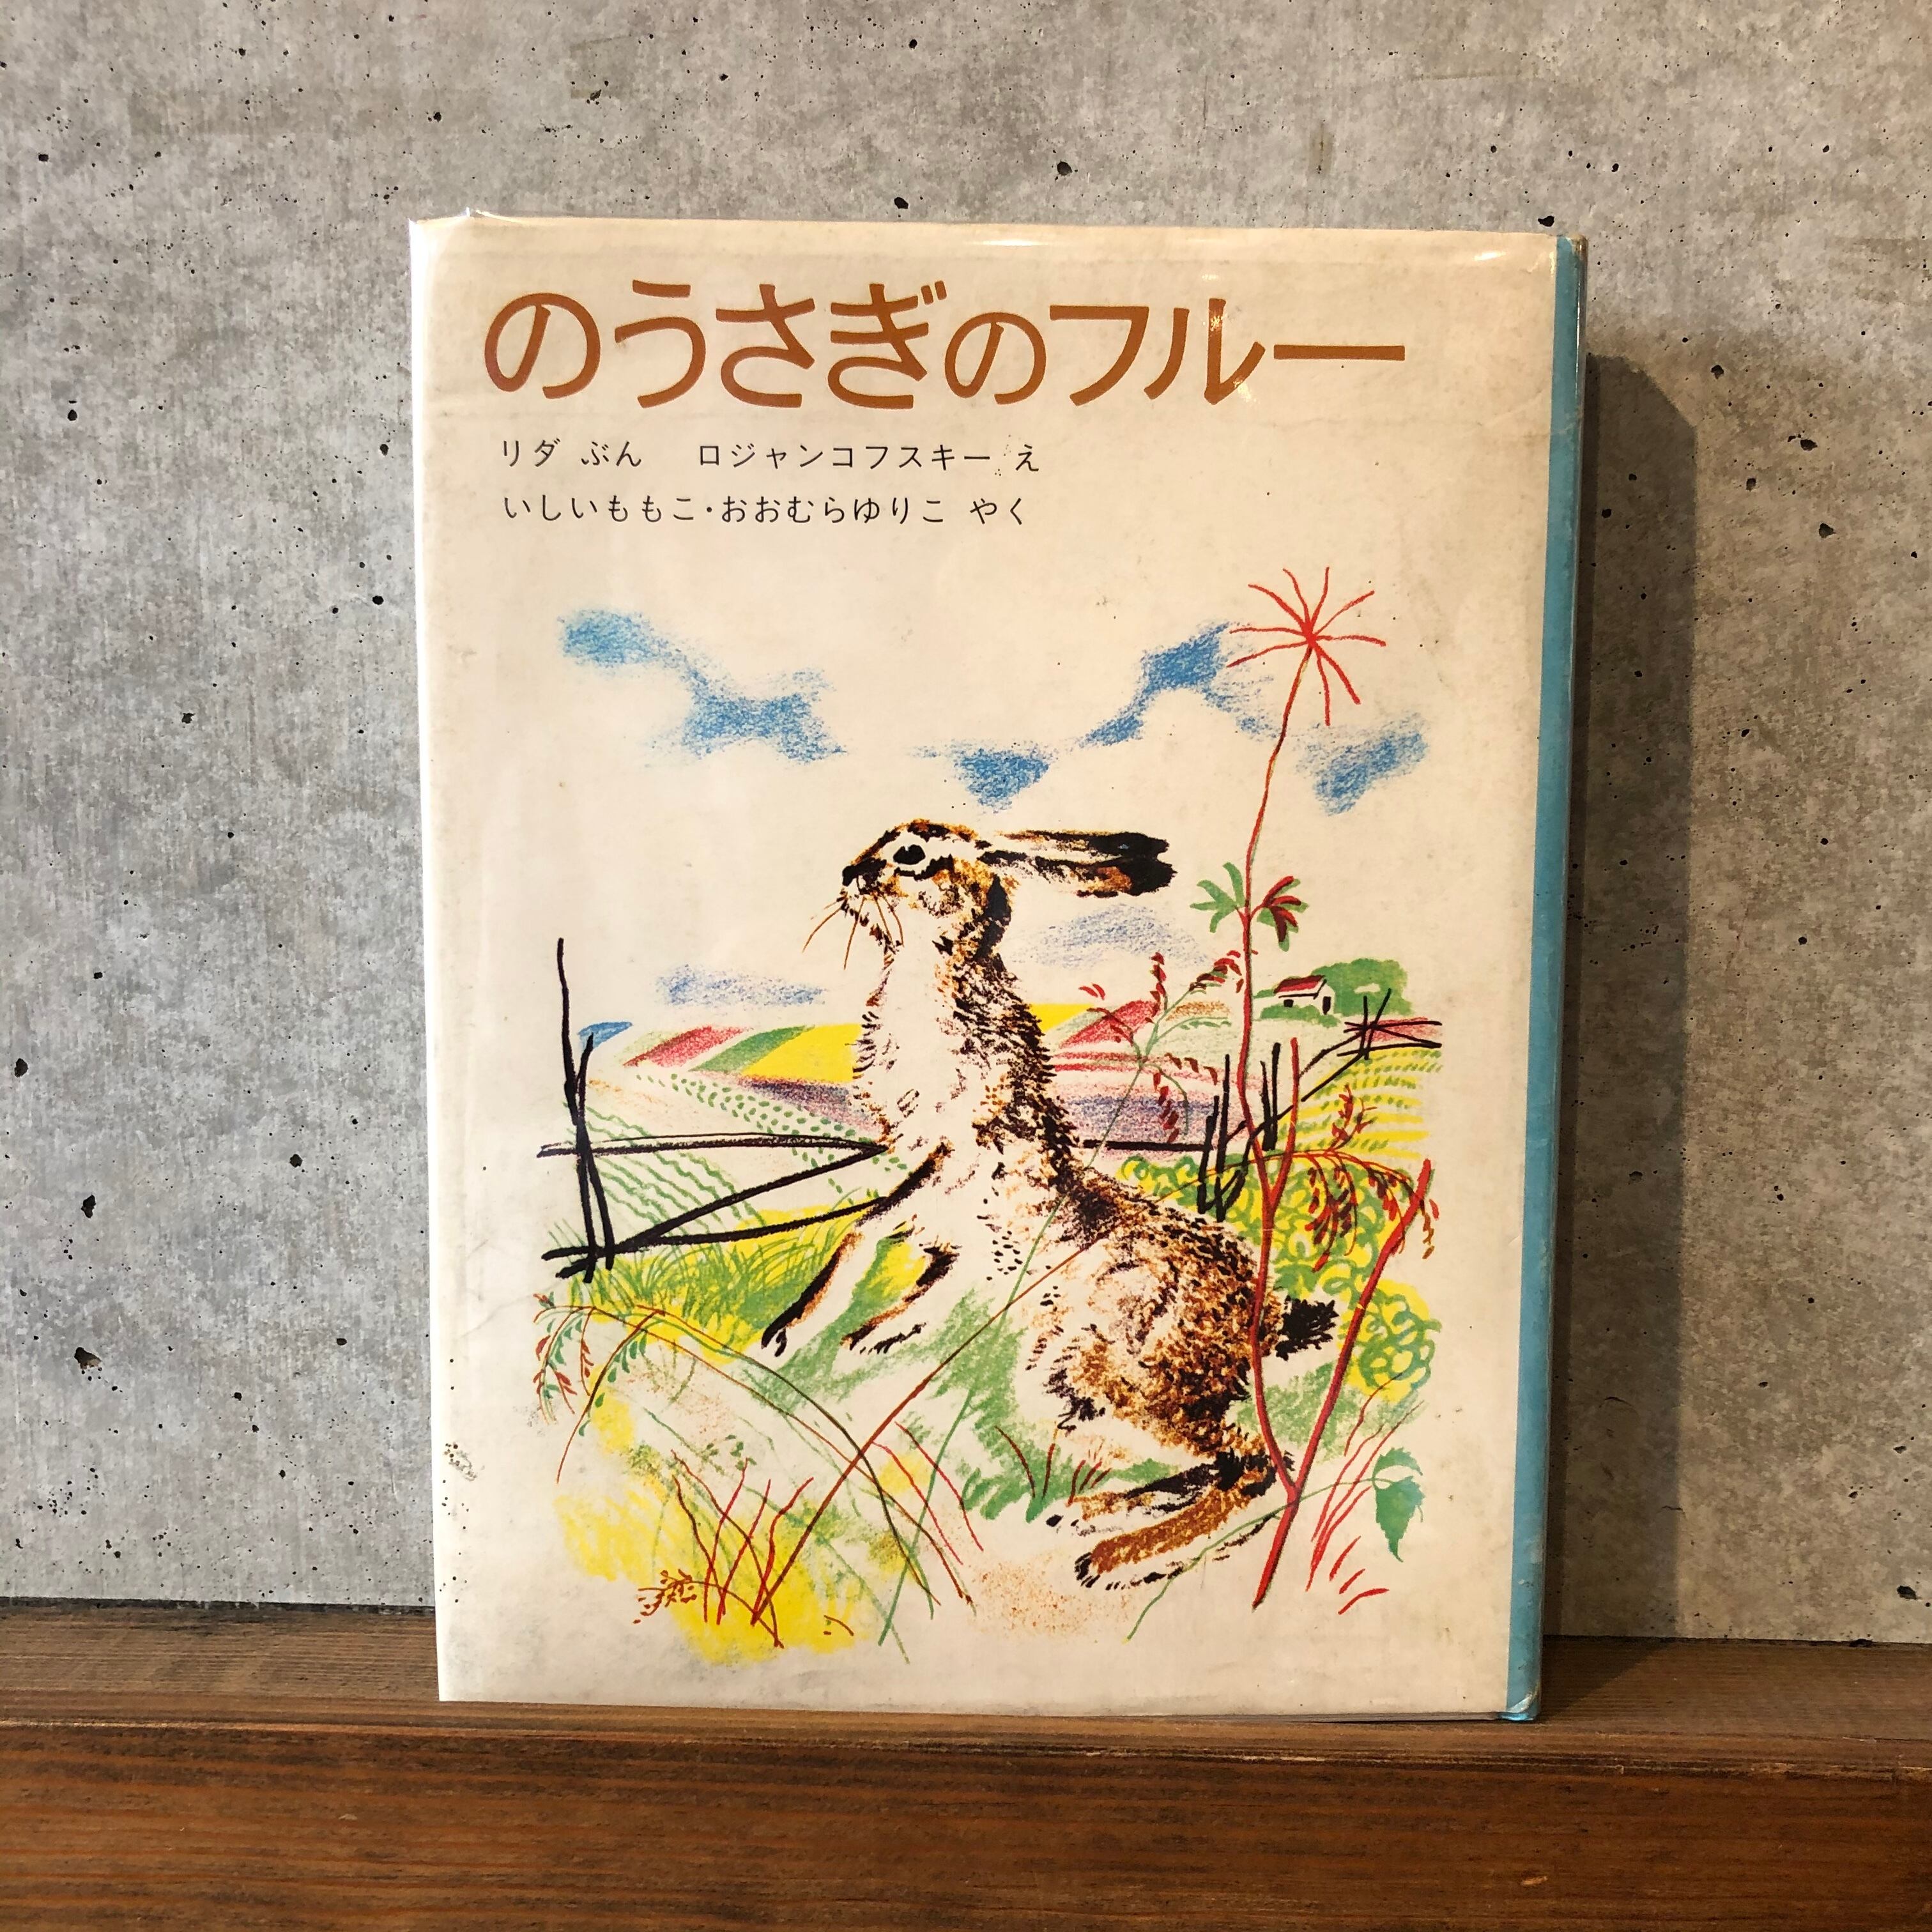 のうさぎのフルー
リダ ぶん　ロジャンコフスキー え
いしいももこ・おおむらゆりこ やく